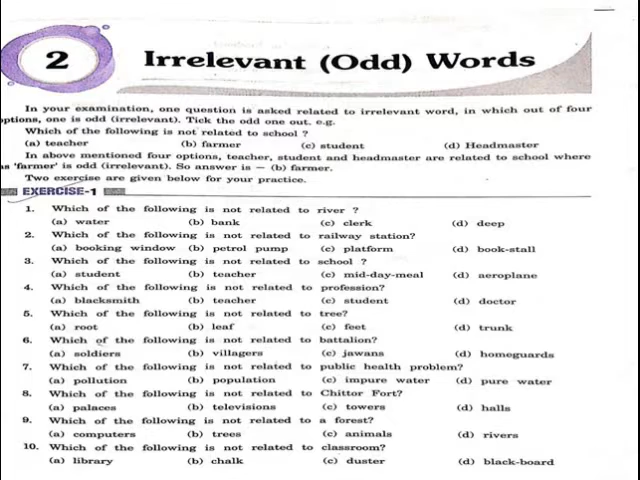 2
Irrelevant (Odd) Words
In your examination, one question is asked related to irrelevant word, in which out of four
options, one is odd (irrelevant). Tick the odd one out. e.g.
Which of the following is not related to school ?
(a) teacher (b) farmer (c) student (d) Headmaster
In above mentioned four options, teacher, student and headmaster are related to school where
as 'farmer' is odd (irrelevant). So answer is — (b) farmer.
Two exercise are given below for your practice.
EXERCISE-1
1. Which of the following is not related to river ?
(a) water (b) bank (c) clerk (d) deep
2. Which of the following is not related to railway station?
(a) booking window (b) petrol pump (c) platform (d) book-stall
3. Which of the following is not related to school ?
(a) student (b) teacher (c) mid-day-meal (d) aeroplane
4. Which of the following is not related to profession?
(a) blacksmith (b) teacher (c) student (d) doctor
5. Which of the following is not related to tree?
(a) root (b) leaf (c) feet (d) trunk
6. Which of the following is not related to battalion?
(a) soldiers (b) villagers (c) jawans (d) homeguards
7. Which of the following is not related to public health problem?
(a) pollution (b) population (c) impure water (d) pure water
8. Which of the following is not related to Chittor Fort?
(a) palaces (b) televisions (c) towers (d) halls
9. Which of the following is not related to a forest?
(a) computers (b) trees (c) animals (d) rivers
10. Which of the following is not related to classroom?
(a) library (b) chalk (c) duster (d) black-board